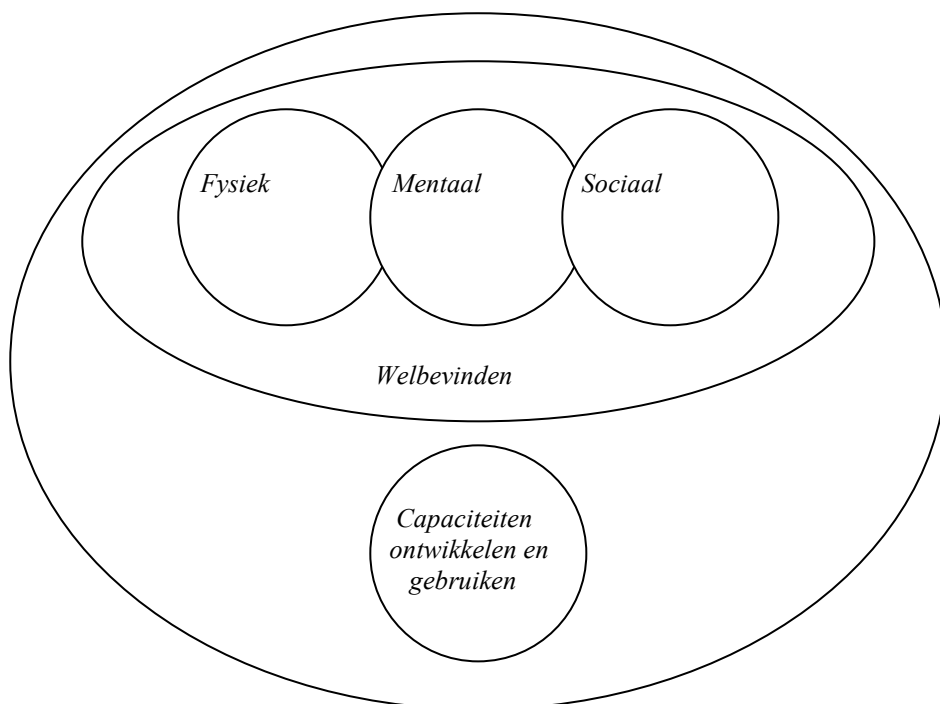 Fysiek
Mentaal
Sociaal
Welbevinden
Capaciteiten
ontwikkelen en
gebruiken